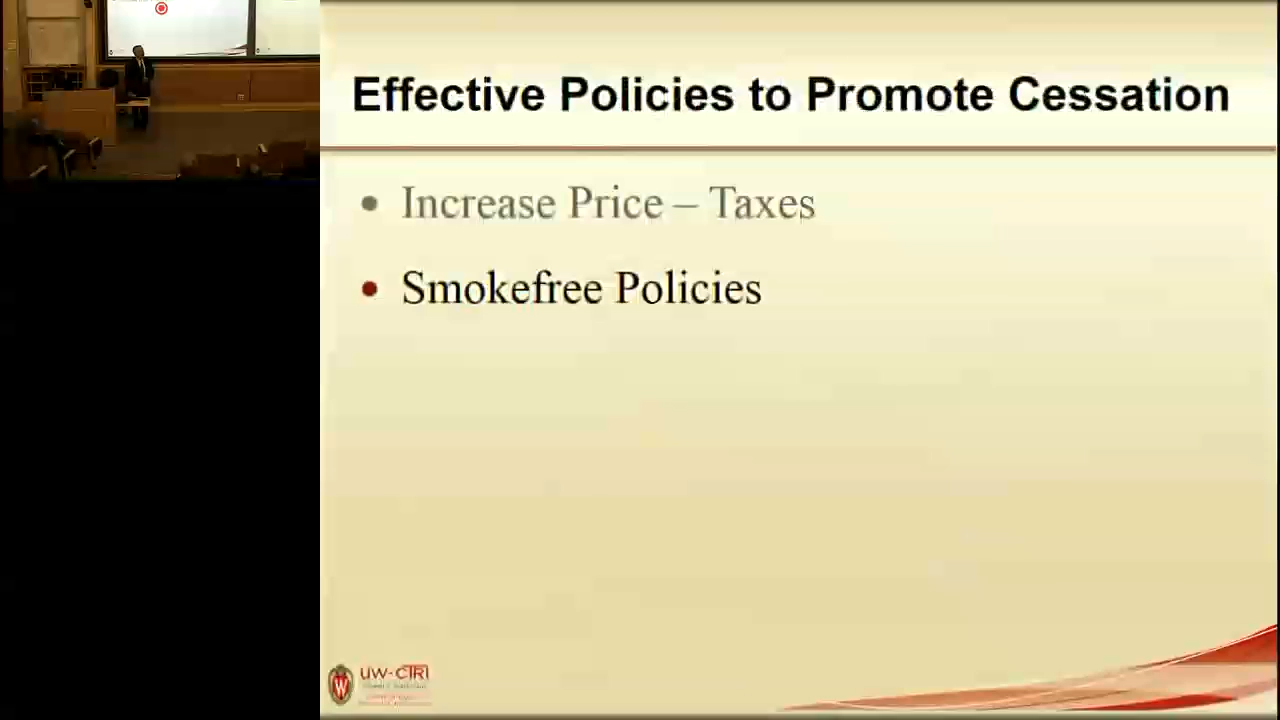 Effective Policies to Promote Cessation
• Increase Price – Taxes
• Smokefree Policies
W
UW-CTRI